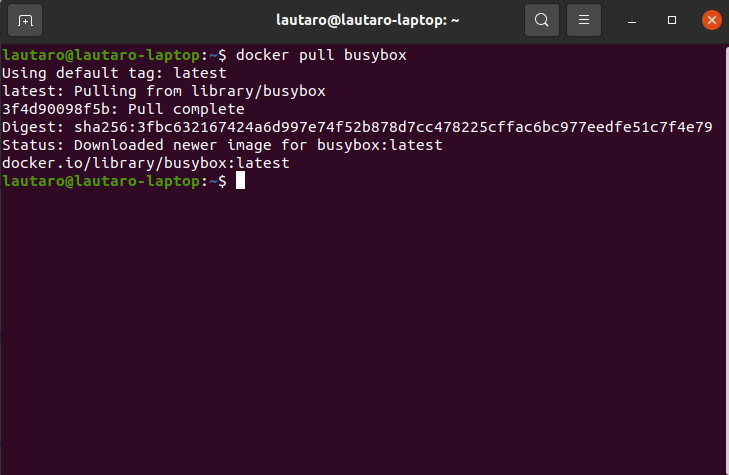 lautaro@lautaro-laptop: ~
lautaro@lautaro-laptop:~$ docker pull busybox
Using default tag: latest
latest: Pulling from library/busybox
3f4d90098f5b: Pull complete
Digest: sha256:3fbc632167424a6d997e74f52b878d7cc478225cffac6bc977eedfe51c7f4e79
Status: Downloaded newer image for busybox:latest
docker.io/library/busybox:latest
lautaro@lautaro-laptop:~$